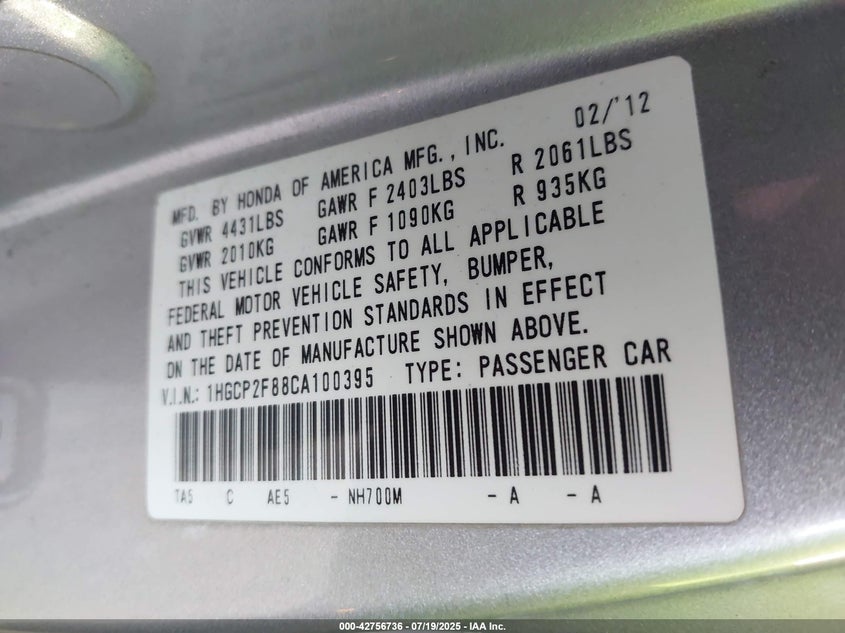 02/'12
MFD. BY HONDA OF AMERICA MFG., INC.
GVWR 4431LBS GAWR F 2403LBS R 2061LBS
GVWR 2010KG GAWR F 1090KG R 935KG
THIS VEHICLE CONFORMS TO ALL APPLICABLE
FEDERAL MOTOR VEHICLE SAFETY, BUMPER,
AND THEFT PREVENTION STANDARDS IN EFFECT
ON THE DATE OF MANUFACTURE SHOWN ABOVE.
V.I.N.: 1HGCP2F88CA100395 TYPE: PASSENGER CAR
TA5 C AE5 - NH700M - A - A
000-42756736 - 07/19/2025 - IAA Inc.